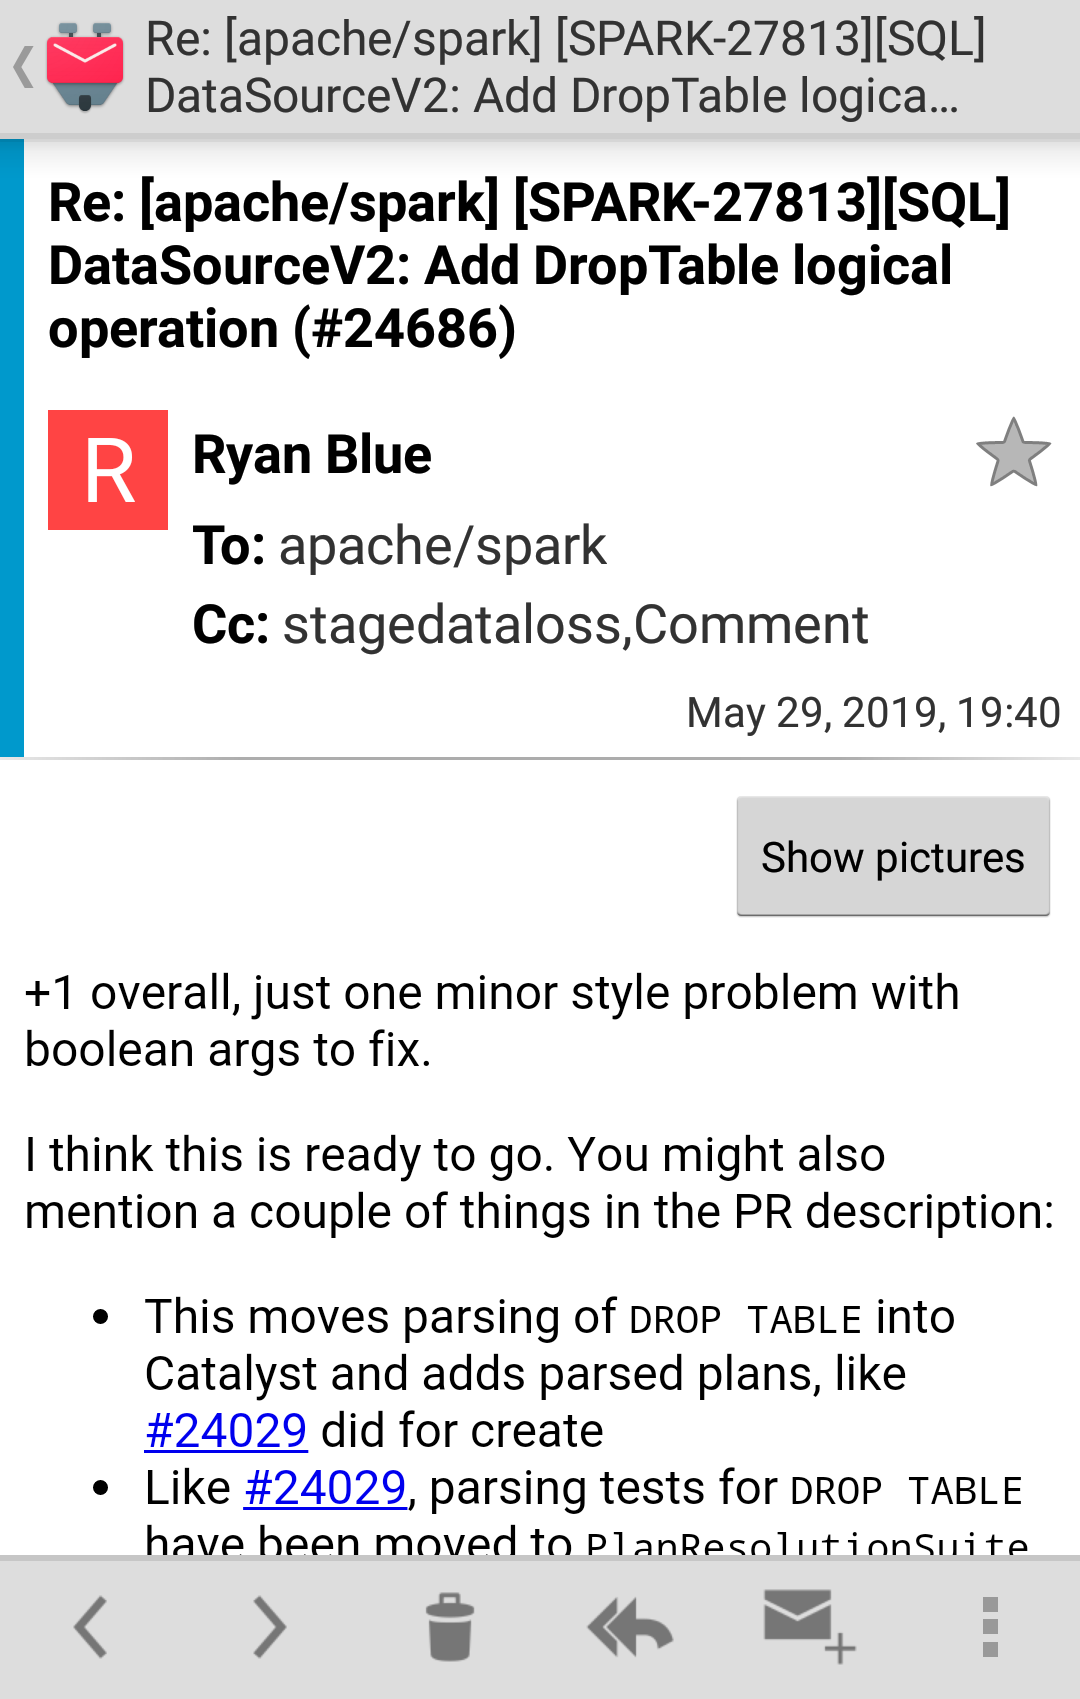 Re: [apache/spark] [SPARK-27813][SQL]
DataSourceV2: Add DropTable logica...
Re: [apache/spark] [SPARK-27813][SQL]
DataSourceV2: Add DropTable logical
operation (#24686)
R
Ryan Blue
To: apache/spark
Cc: stagedataloss,Comment
May 29, 2019, 19:40
Show pictures
+1 overall, just one minor style problem with
boolean args to fix.
I think this is ready to go. You might also
mention a couple of things in the PR description:
• This moves parsing of DROP TABLE into
Catalyst and adds parsed plans, like
#24029 did for create
• Like #24029, parsing tests for DROP TABLE
have been moved to PlanResolutionSuite